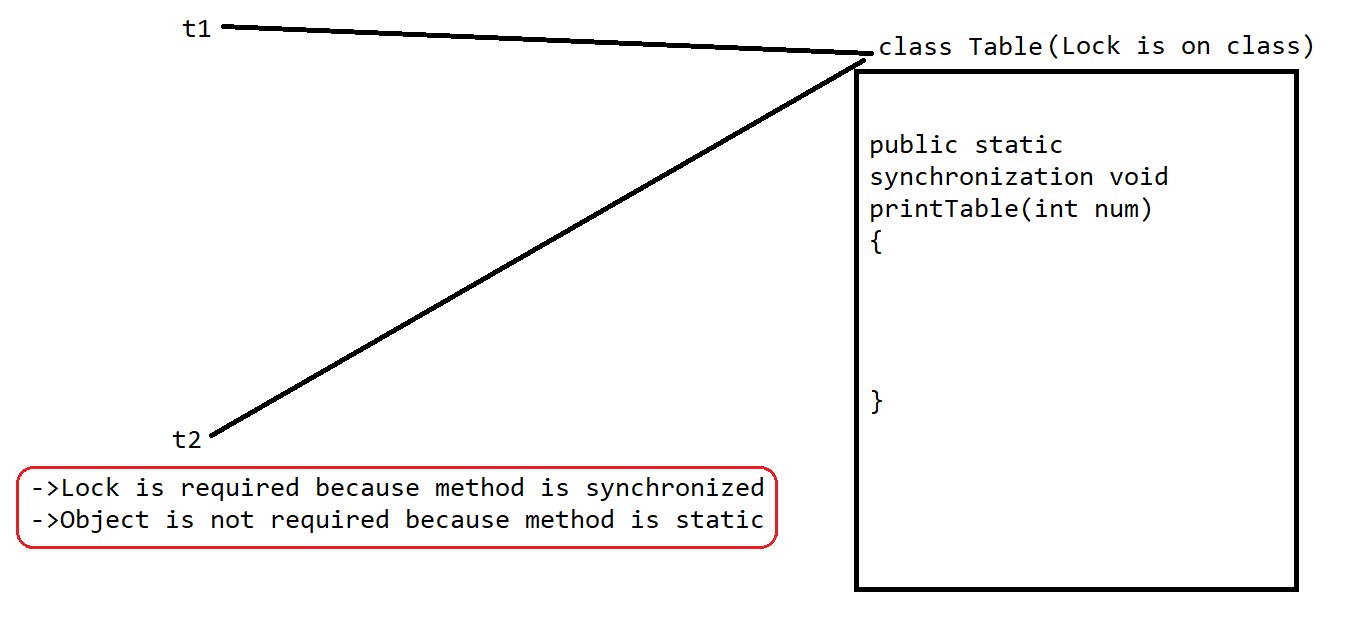 t1
class Table(Lock is on class)
public static
synchronization void
printTable(int num)
{
}
t2
->Lock is required because method is synchronized
->Object is not required because method is static